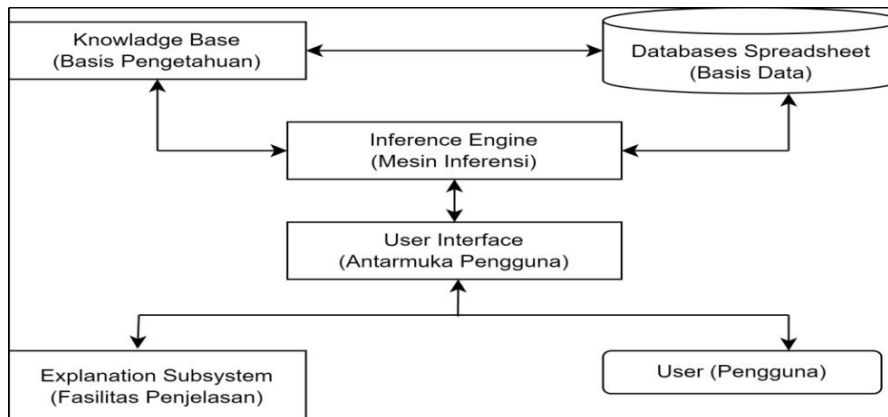 Knowladge Base
(Basis Pengetahuan)
Databases Spreadsheet
(Basis Data)
Inference Engine
(Mesin Inferensi)
User Interface
(Antarmuka Pengguna)
Explanation Subsystem
(Fasilitas Penjelasan)
User (Pengguna)